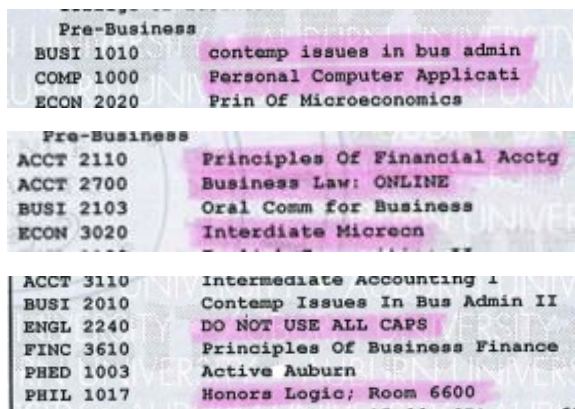 Pre-Business
BUSI 1010 contemp issues in bus admin
COMP 1000 Personal Computer Applicati
ECON 2020 Prin Of Microeconomics
Pre-Business
ACCT 2110 Principles Of Financial Acctg
ACCT 2700 Business Law: ONLINE
BUSI 2103 Oral Comm for Business
ECON 3020 Interdiate Micrecn
ACCT 3110 Intermediate Accounting I
BUSI 2010 Contemp Issues In Bus Admin II
ENGL 2240 DO NOT USE ALL CAPS
FINC 3610 Principles Of Business Finance
PHED 1003 Active Auburn
PHIL 1017 Honors Logic; Room 6600